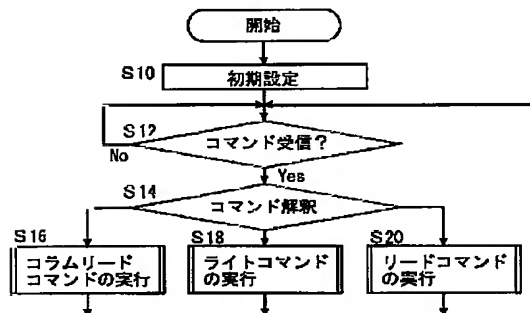 開始
S10
初期設定
S12
コマンド受信?
No
Yes
S14
コマンド解釈
S16
コラムリード
コマンドの実行
S18
ライトコマンド
の実行
S20
リードコマンド
の実行